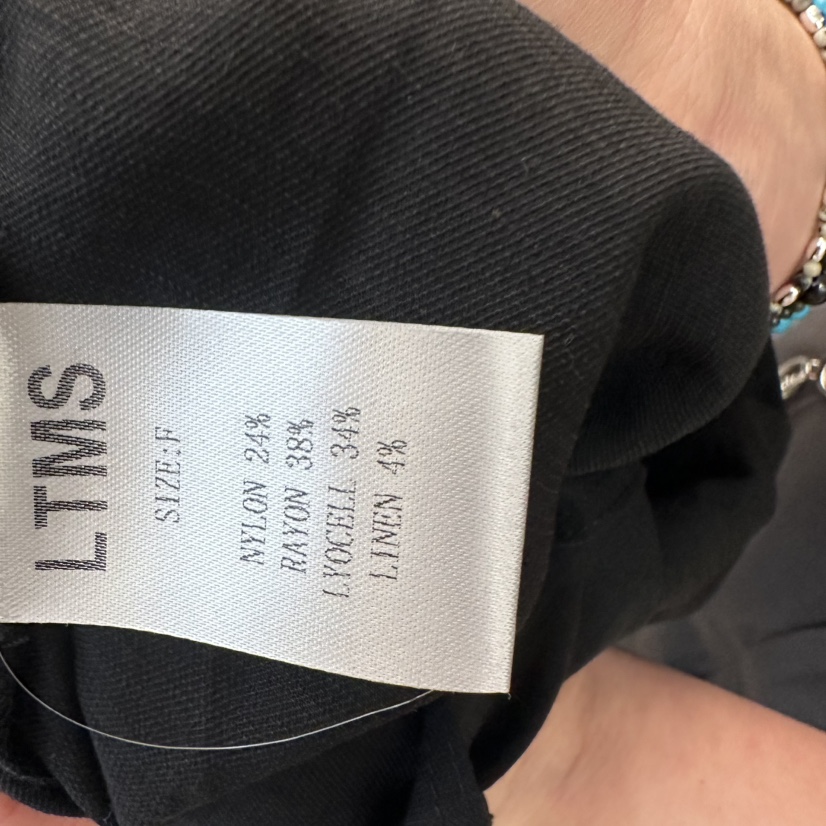 LTMS
SIZE:F
NYLON 24%
RAYON 38%
LYOCELL 34%
LINEN 4%